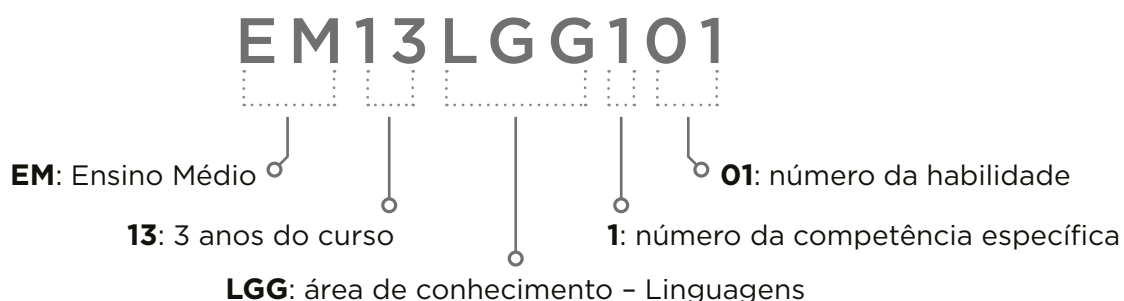 EM13LGG101
EM: Ensino Médio
01: número da habilidade
13: 3 anos do curso
1: número da competência específica
LGG: área de conhecimento – Linguagens